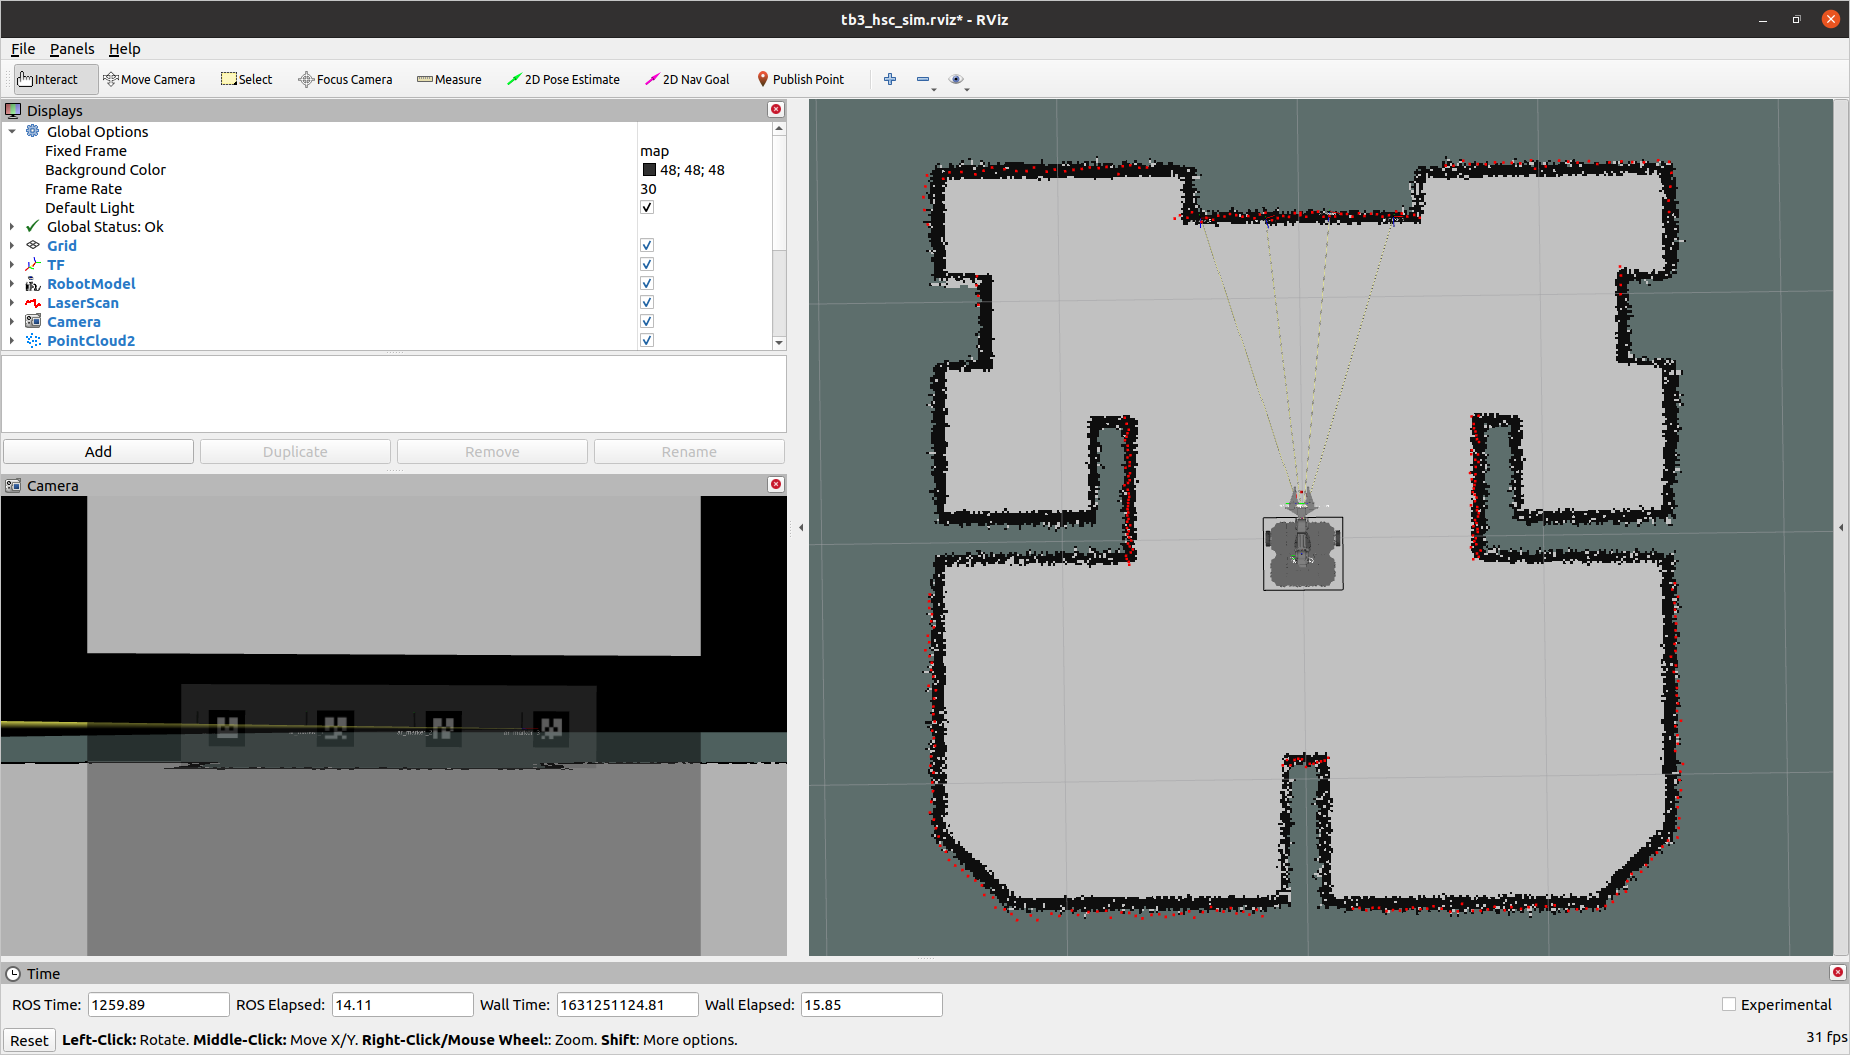 tb3_hsc_sim.rviz* - RViz
File Panels Help
Interact Move Camera Select Focus Camera Measure 2D Pose Estimate 2D Nav Goal Publish Point
Displays
Global Options
Fixed Frame map
Background Color 48; 48; 48
Frame Rate 30
Default Light
Global Status: Ok
Grid
TF
RobotModel
LaserScan
Camera
PointCloud2
Add Duplicate Remove Rename
Camera
Time
ROS Time: 1259.89 ROS Elapsed: 14.11 Wall Time: 1631251124.81 Wall Elapsed: 15.85 Experimental
Reset Left-Click: Rotate. Middle-Click: Move X/Y. Right-Click/Mouse Wheel:: Zoom. Shift: More options. 31 fps